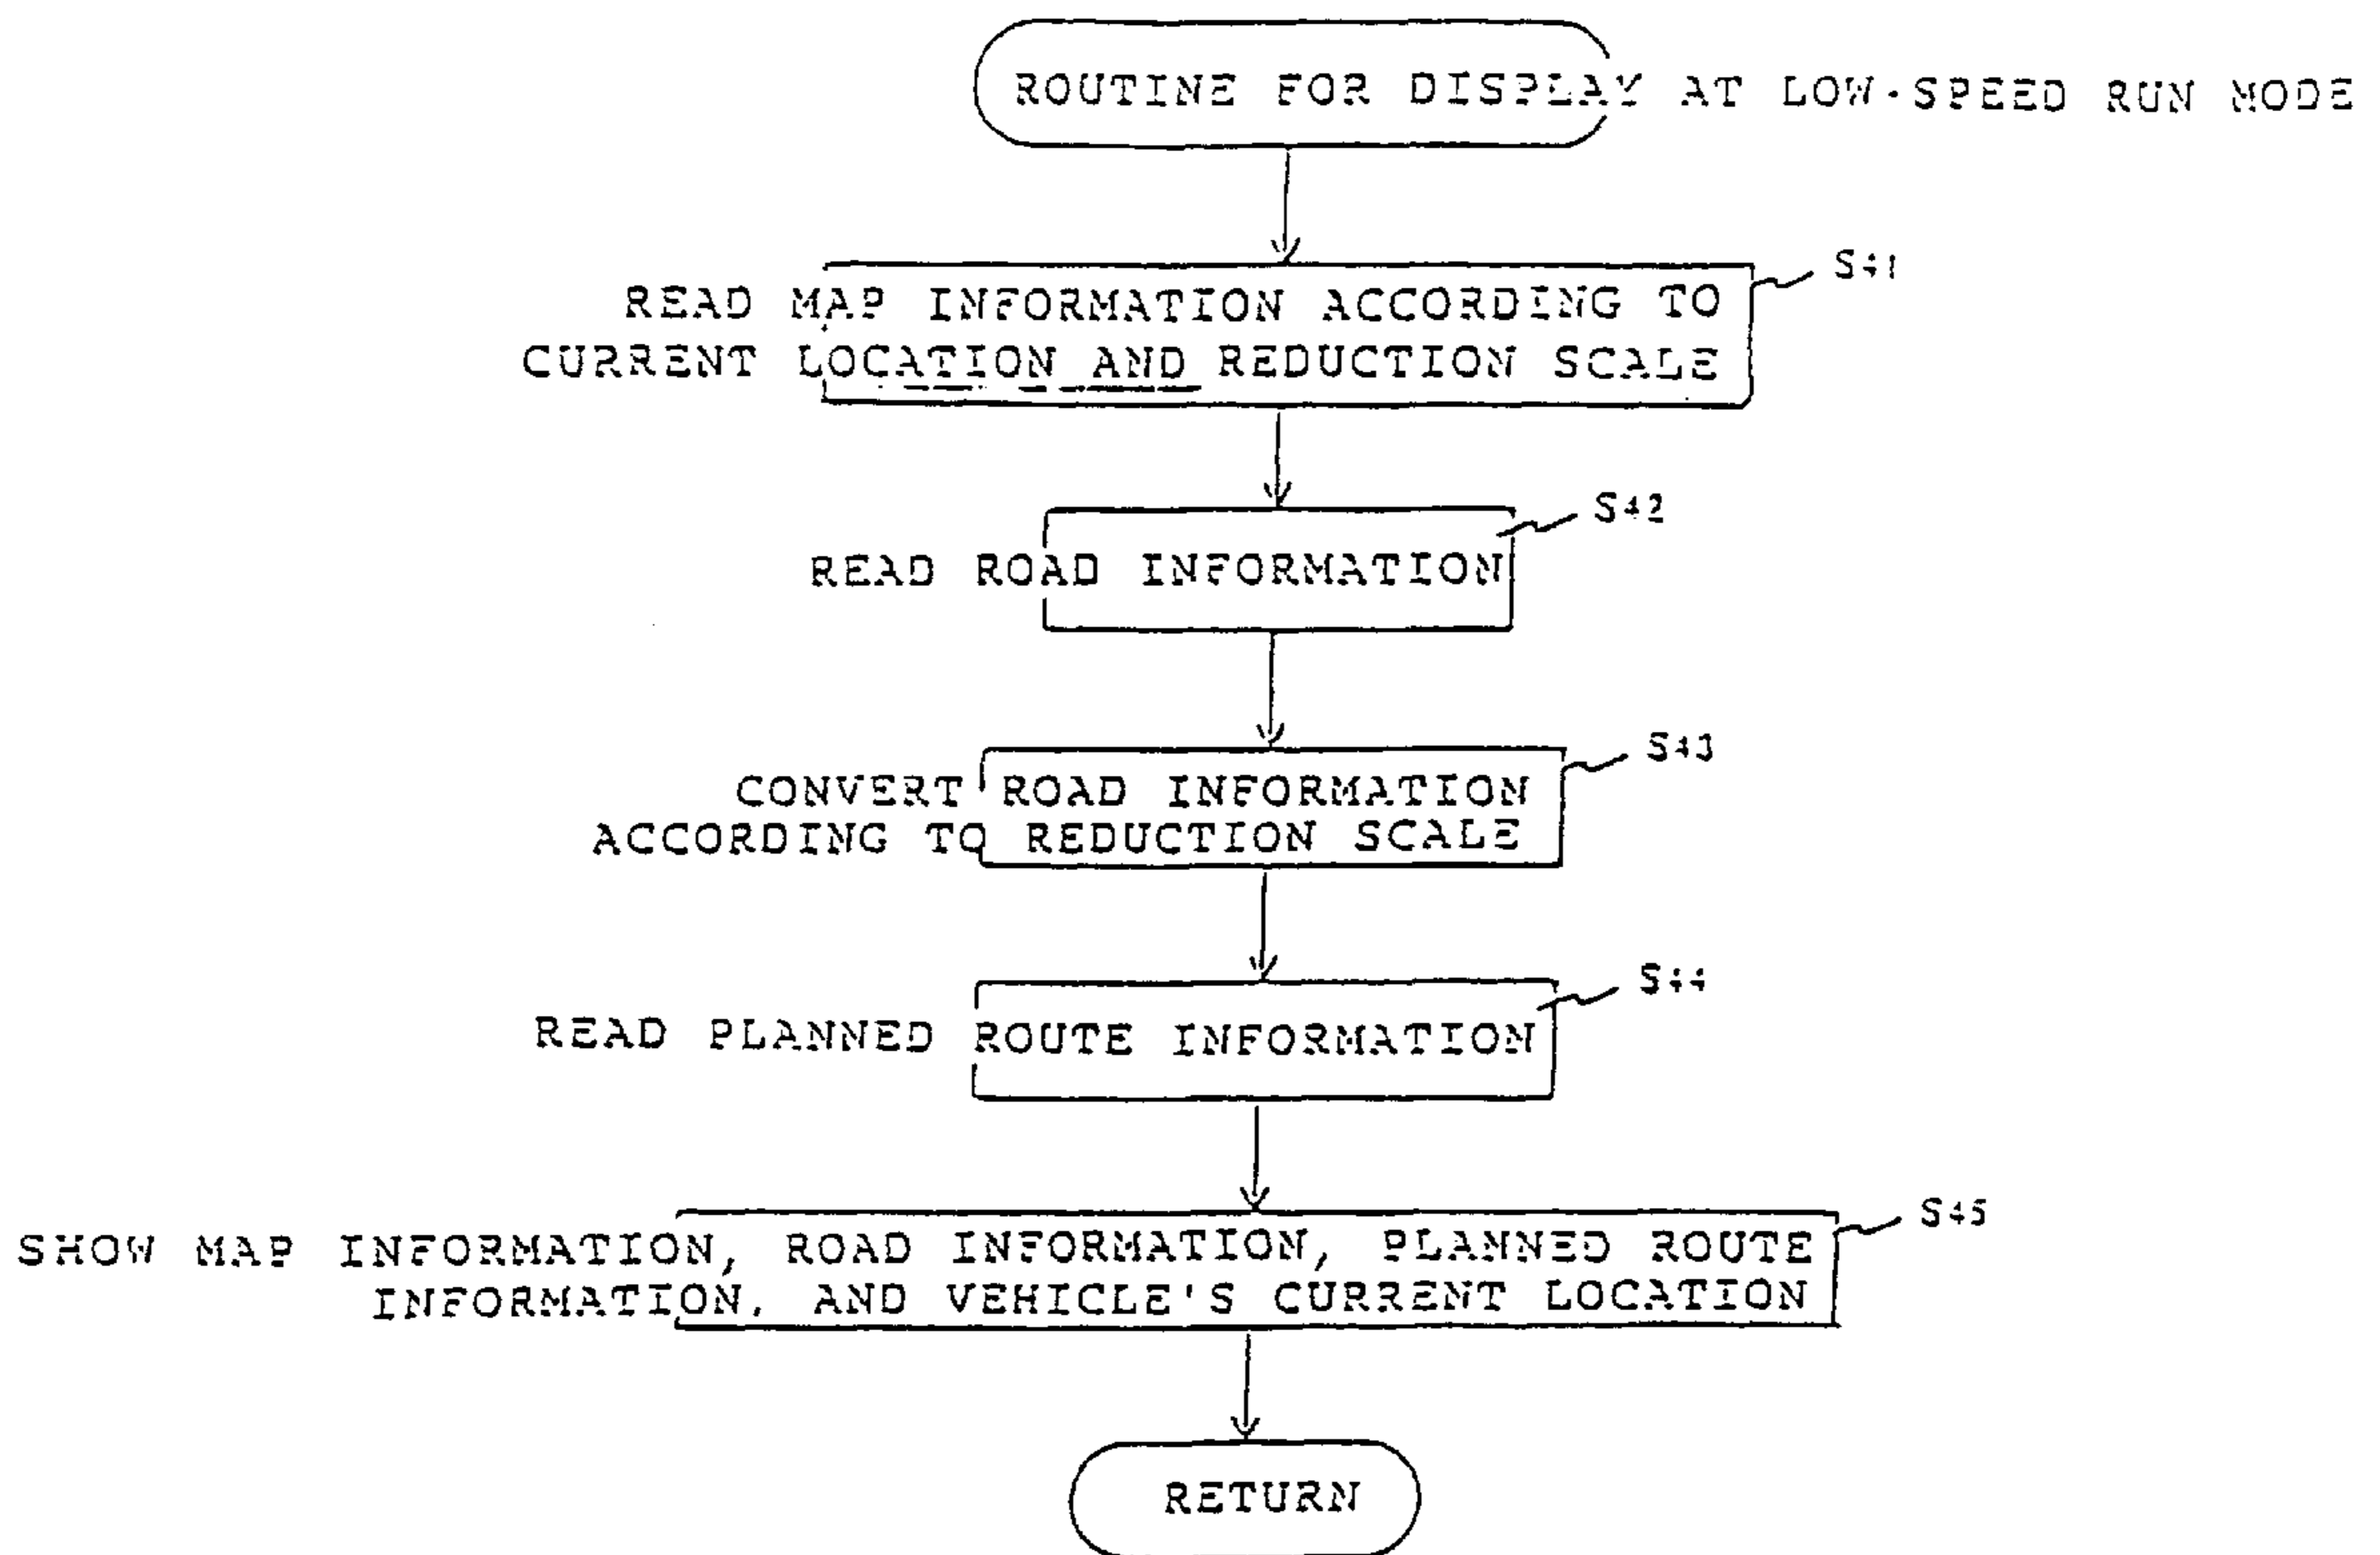 ROUTINE FOR DISPLAY AT LOW-SPEED RUN MODE
S41
READ MAP INFORMATION ACCORDING TO
CURRENT LOCATION AND REDUCTION SCALE
S42
READ ROAD INFORMATION
S43
CONVERT ROAD INFORMATION
ACCORDING TO REDUCTION SCALE
S44
READ PLANNED ROUTE INFORMATION
S45
SHOW MAP INFORMATION, ROAD INFORMATION, PLANNED ROUTE
INFORMATION, AND VEHICLE'S CURRENT LOCATION
RETURN